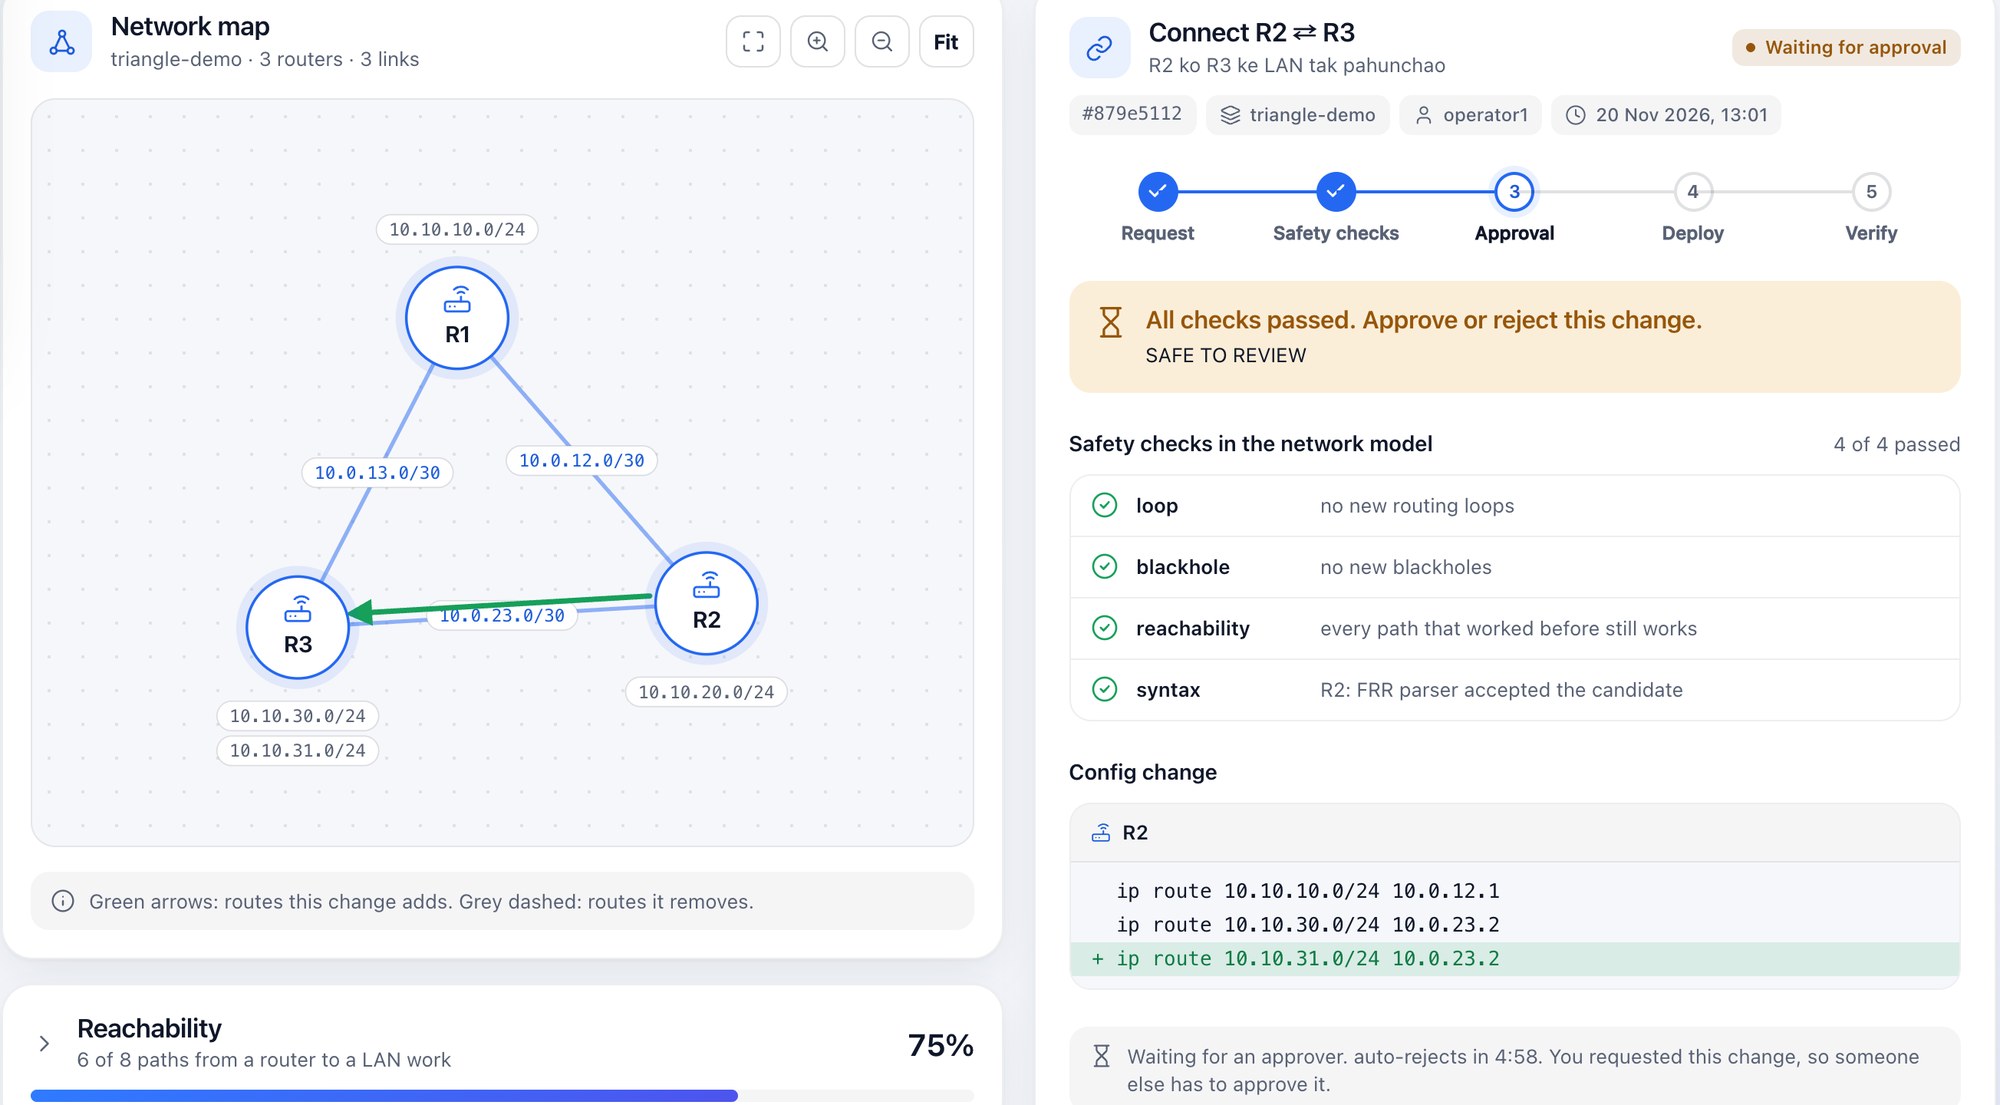 Network map
triangle-demo · 3 routers · 3 links
Fit
10.10.10.0/24
R1
10.0.13.0/30
10.0.12.0/30
10.0.23.0/30
R3
R2
10.10.20.0/24
10.10.30.0/24
10.10.31.0/24
Green arrows: routes this change adds. Grey dashed: routes it removes.
Reachability
6 of 8 paths from a router to a LAN work
75%
Connect R2 ⇄ R3
R2 ko R3 ke LAN tak pahunchao
Waiting for approval
#879e5112
triangle-demo
operator1
20 Nov 2026, 13:01
3
4
5
Request
Safety checks
Approval
Deploy
Verify
All checks passed. Approve or reject this change.
SAFE TO REVIEW
Safety checks in the network model
4 of 4 passed
loop no new routing loops
blackhole no new blackholes
reachability every path that worked before still works
syntax R2: FRR parser accepted the candidate
Config change
R2
ip route 10.10.10.0/24 10.0.12.1
ip route 10.10.30.0/24 10.0.23.2
+ ip route 10.10.31.0/24 10.0.23.2
Waiting for an approver. auto-rejects in 4:58. You requested this change, so someone
else has to approve it.